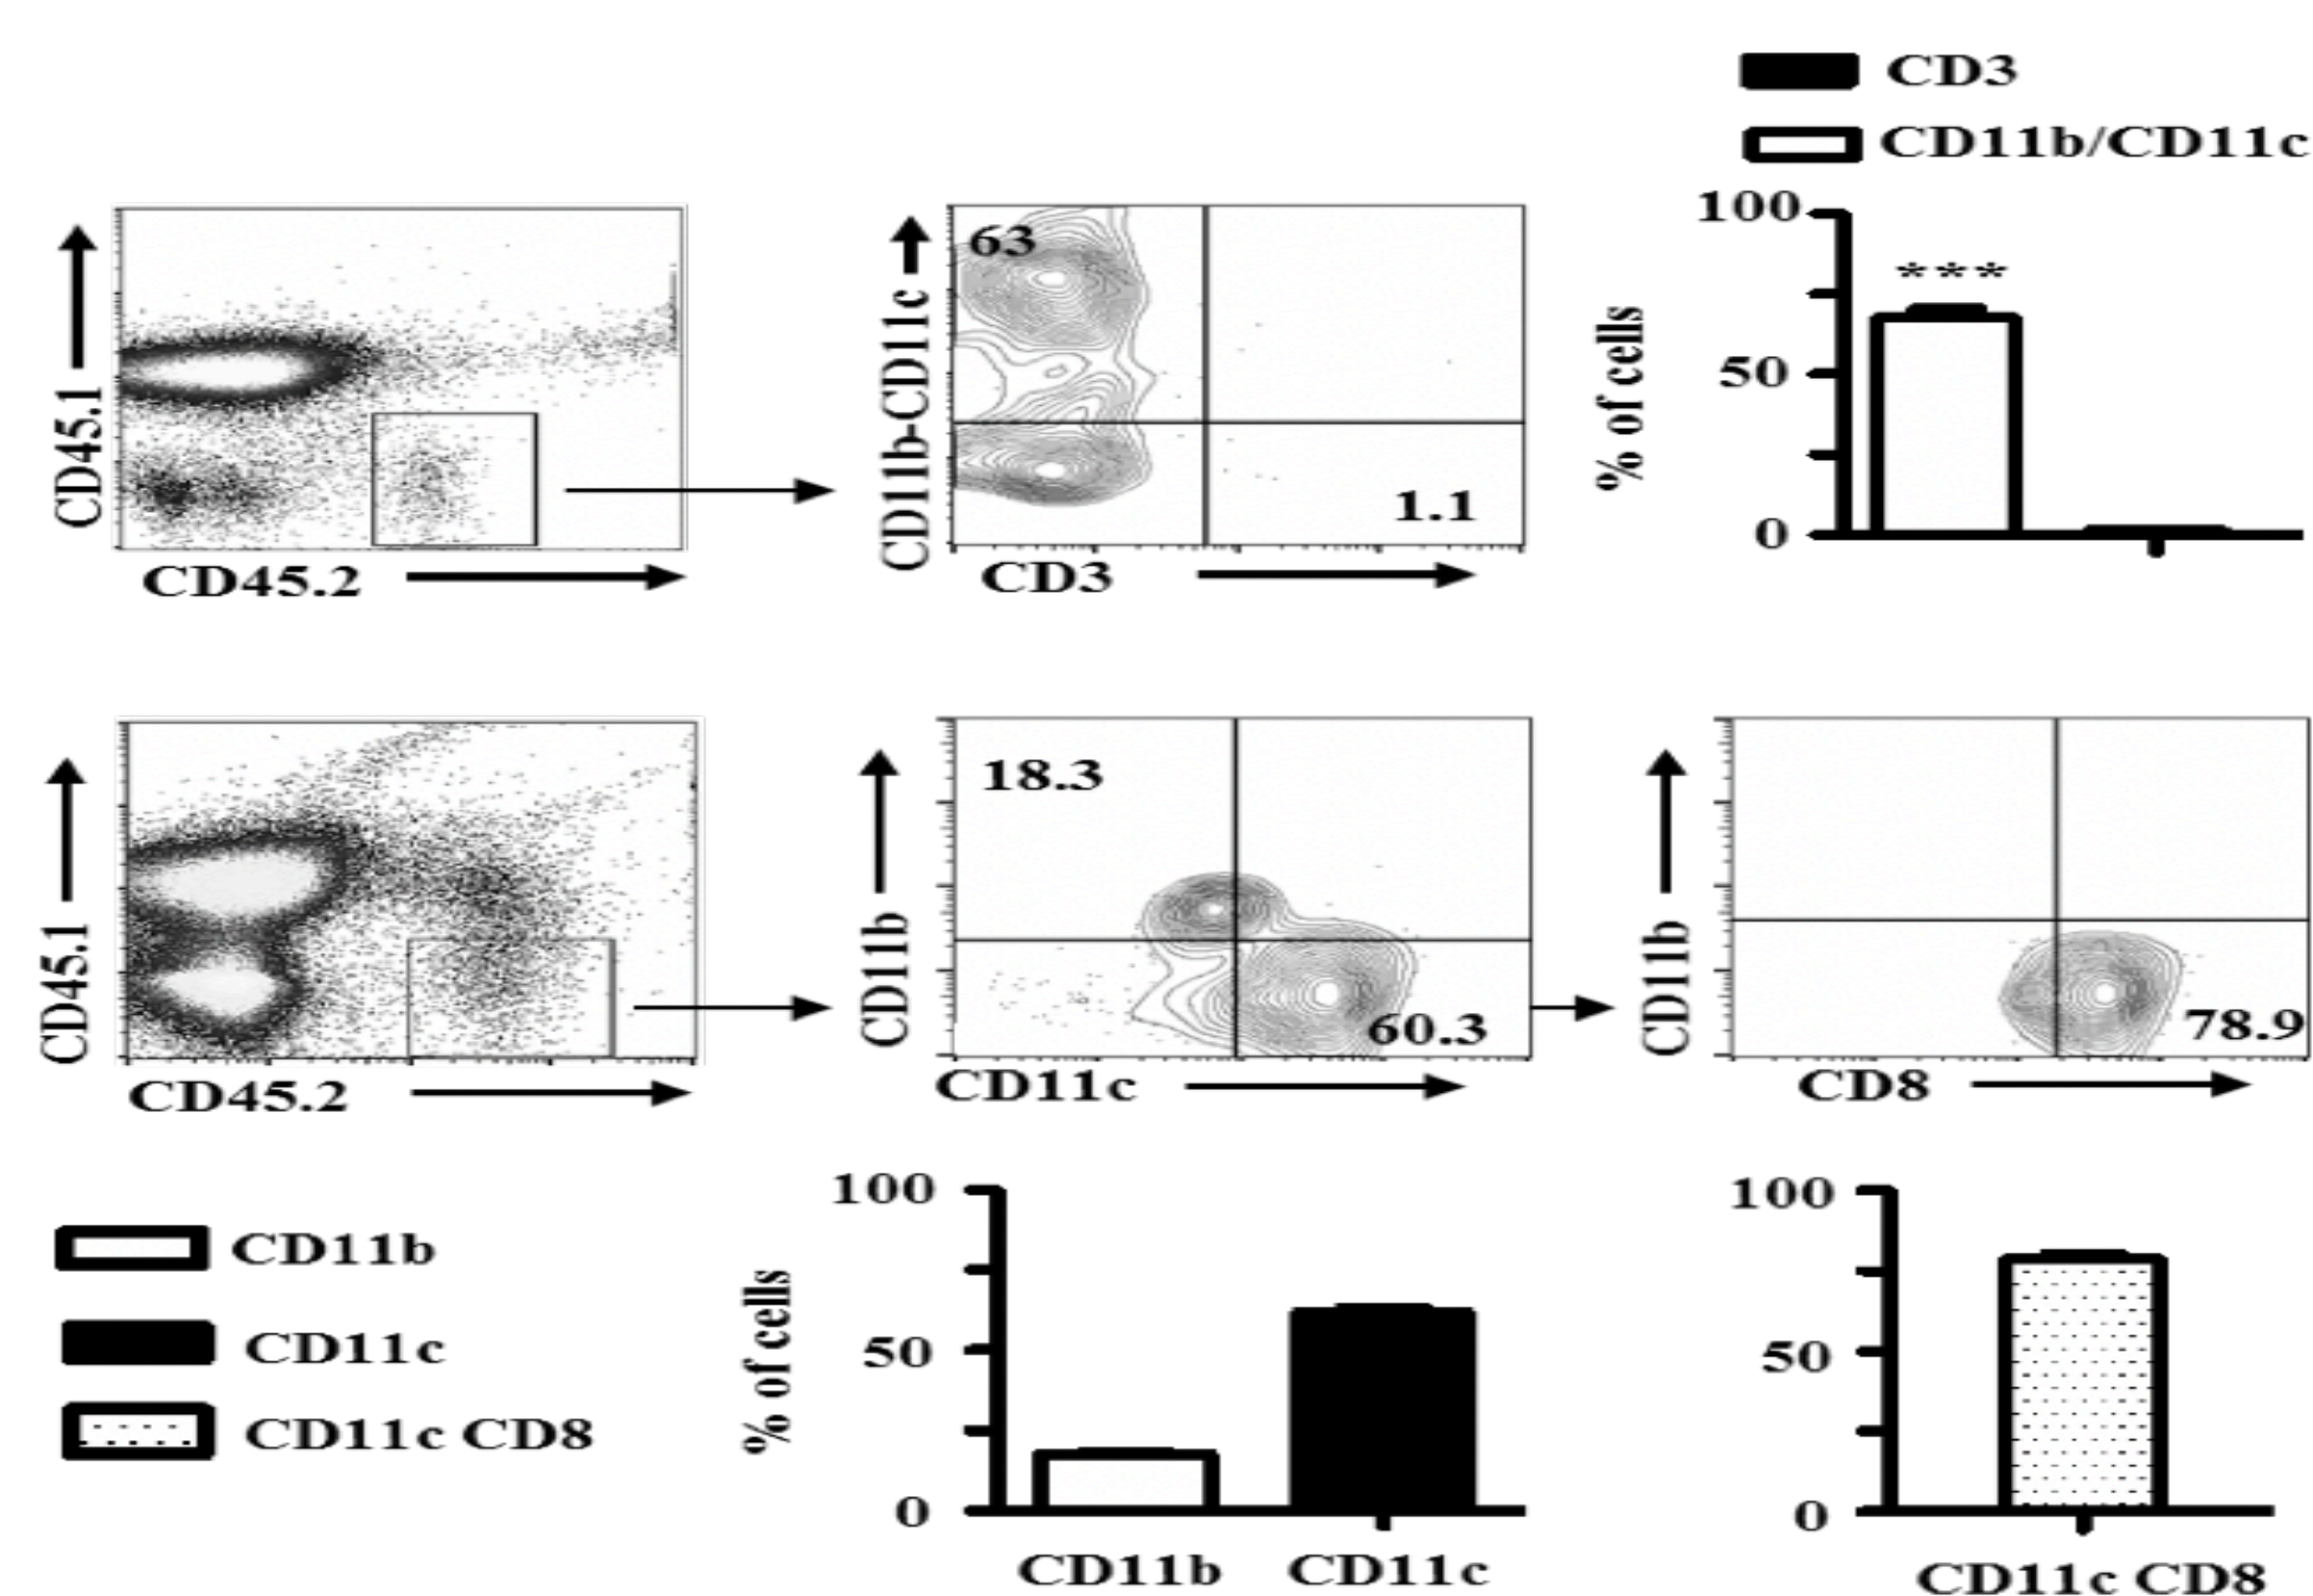 CD3
CD11b/CD11c
CD45.1
CD45.2
CD11b-CD11c
63
1.1
CD3
% of cells
100
***
50
0
CD45.1
CD45.2
CD11b
18.3
60.3
CD11c
CD11b
78.9
CD8
CD11b
CD11c
CD11c CD8
% of cells
100
50
0
CD11b CD11c
100
50
0
CD11c CD8